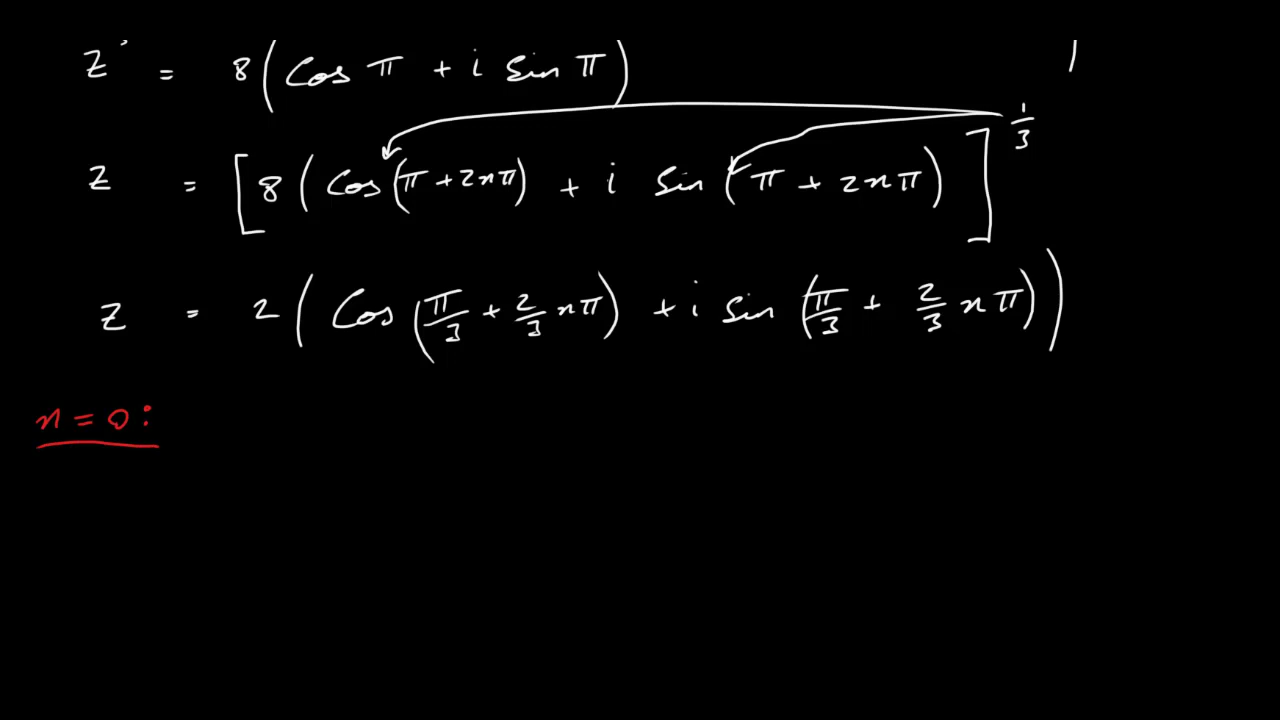 z = 8(Cos π + i Sin π)
z = [8(Cos(π + 2nπ) + i Sin(π + 2nπ)]^1/3
z = 2(Cos(π/3 + 2/3 nπ) + i Sin(π/3 + 2/3 nπ))
n = 0: